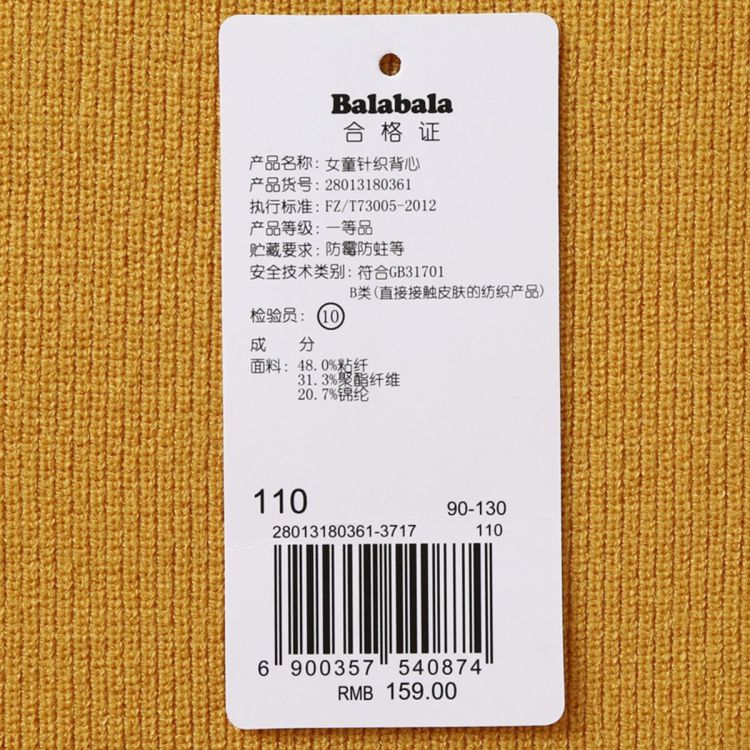 Balabala
合格证
产品名称: 女童针织背心
产品货号: 28013180361
执行标准: FZ/T73005-2012
产品等级: 一等品
贮藏要求: 防霉防蛀等
安全技术类别: 符合GB31701
B类(直接接触皮肤的纺织产品)
检验员: 10
成 分
面料: 48.0%粘纤
31.3%聚酯纤维
20.7%锦纶
110 90-130
28013180361-3717 110
6 900357 540874
RMB 159.00